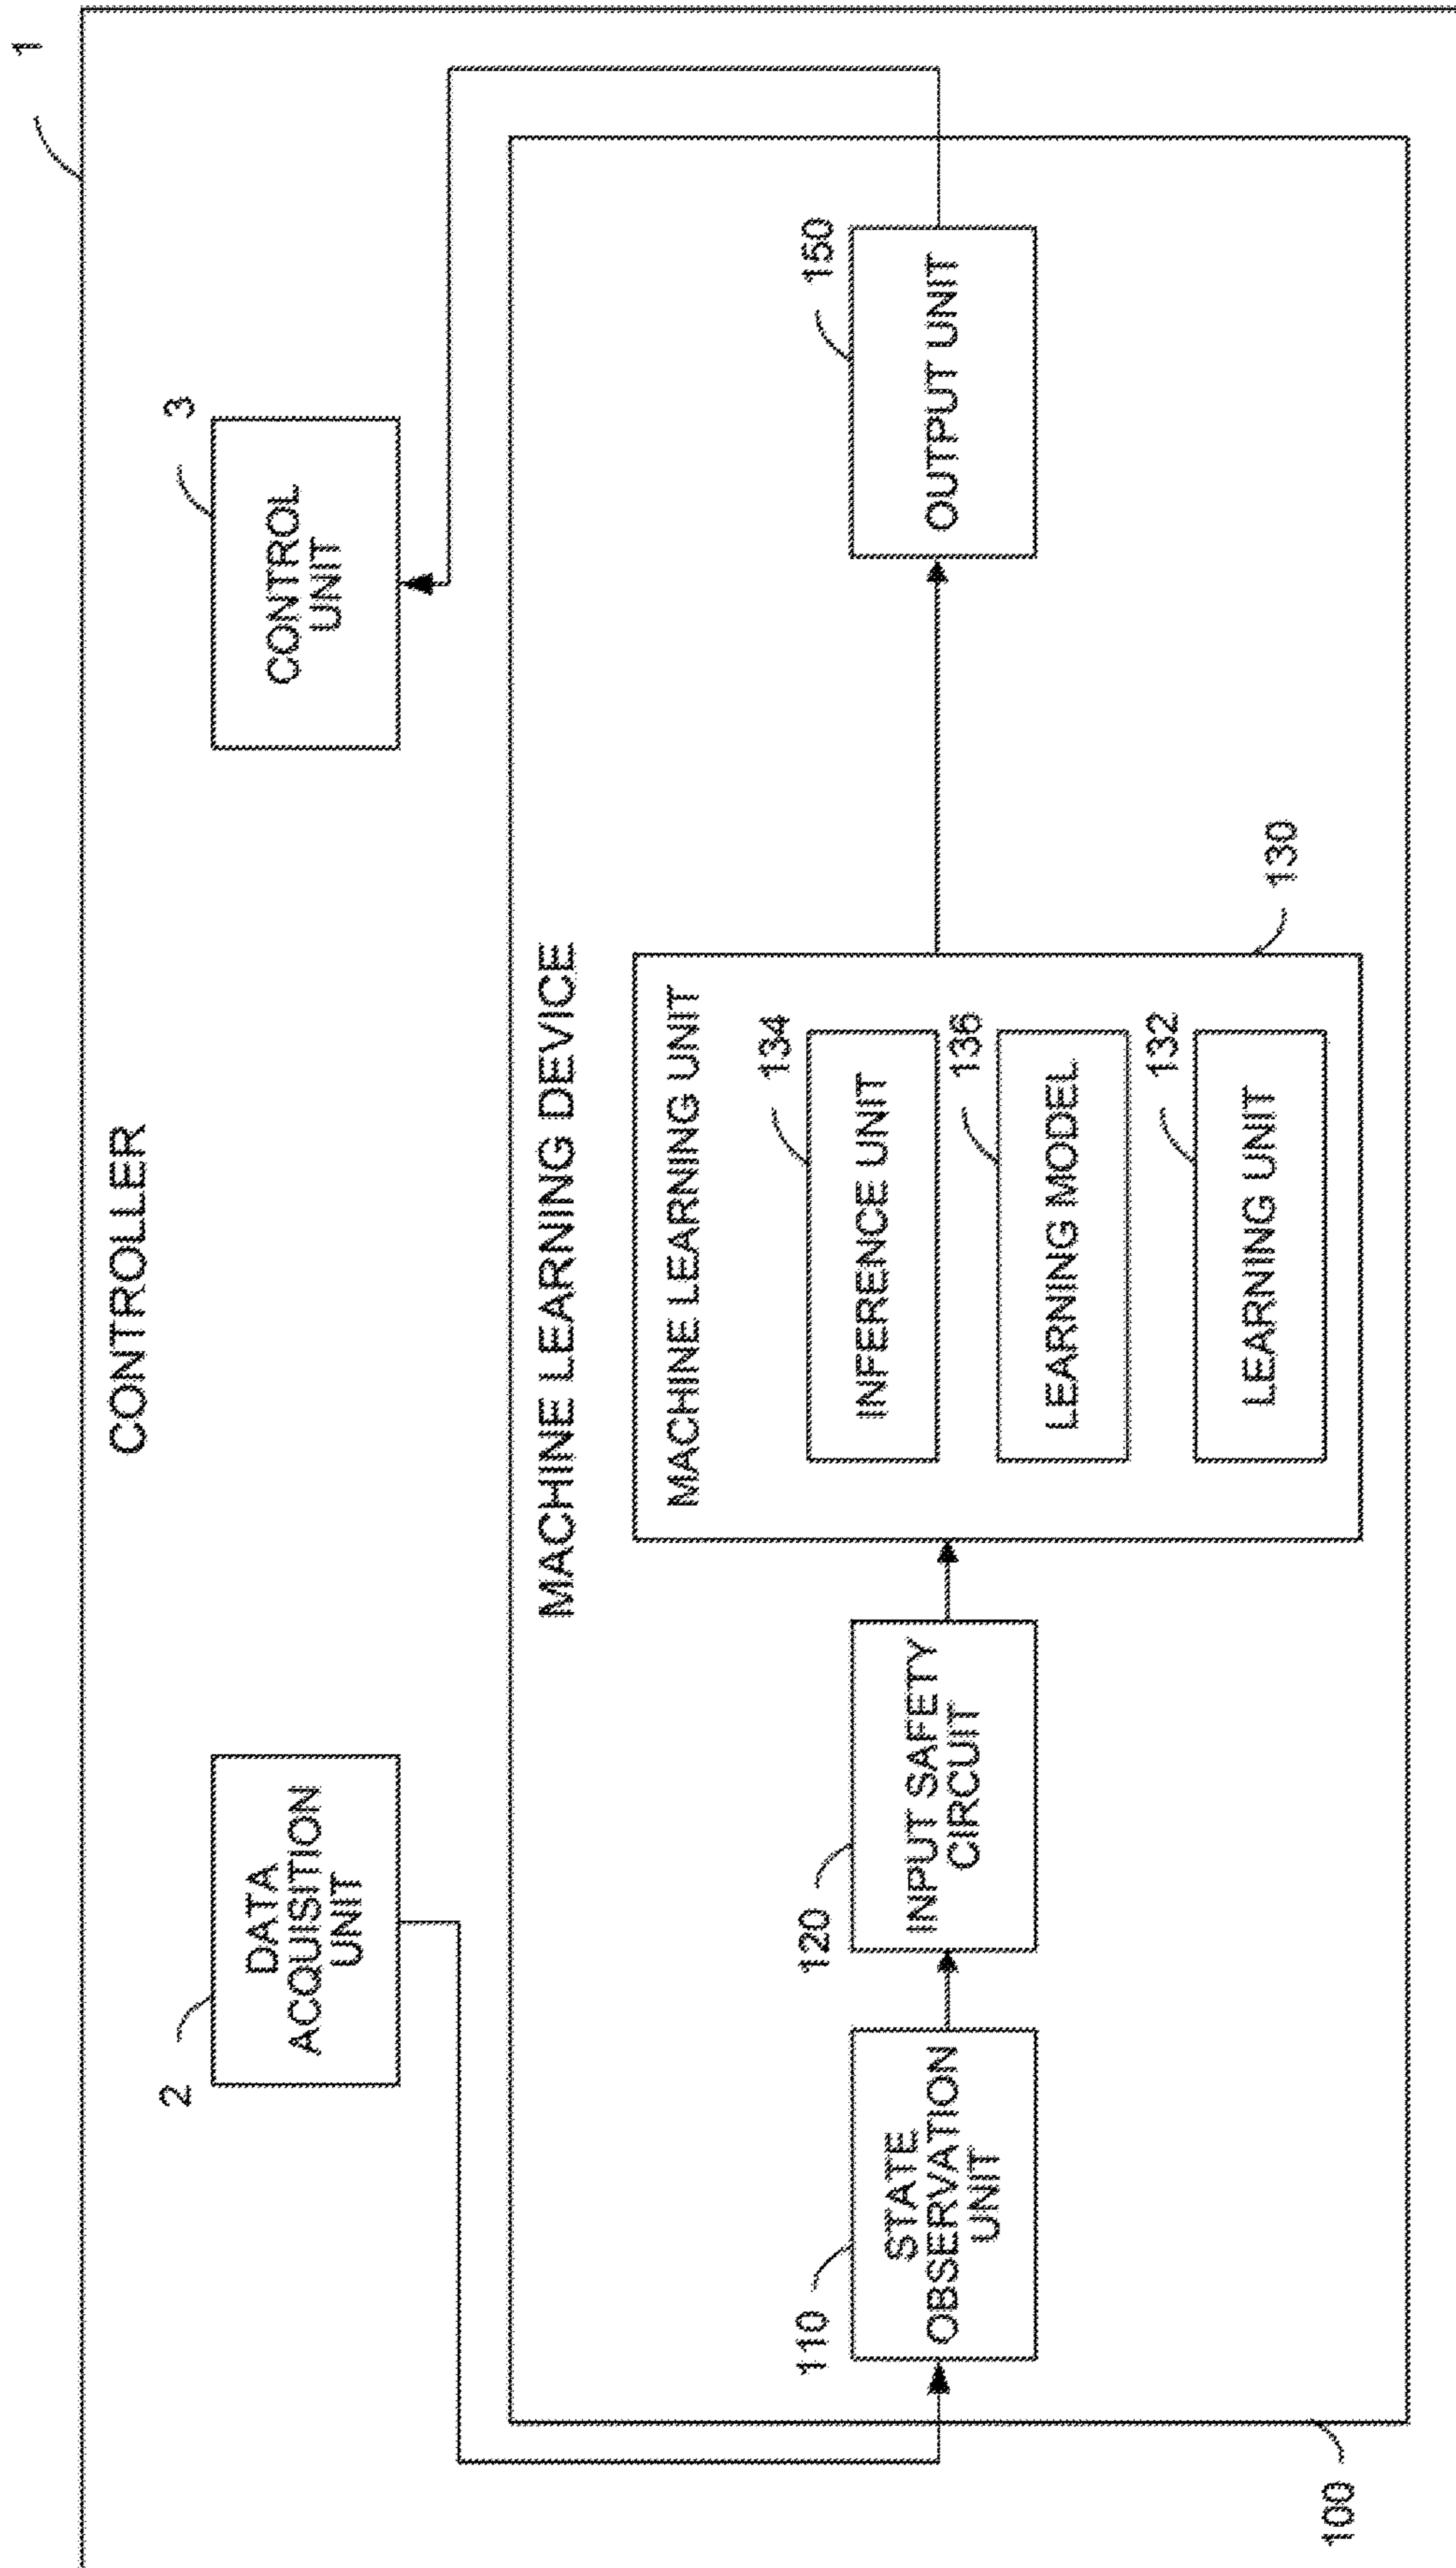 CONTROLLER
1
2
DATA
ACQUISITION
UNIT
3
CONTROL
UNIT
MACHINE LEARNING DEVICE
100
110
STATE
OBSERVATION
UNIT
120
INPUT SAFETY
CIRCUIT
MACHINE LEARNING UNIT
130
134
INFERENCE UNIT
136
LEARNING MODEL
132
LEARNING UNIT
150
OUTPUT UNIT